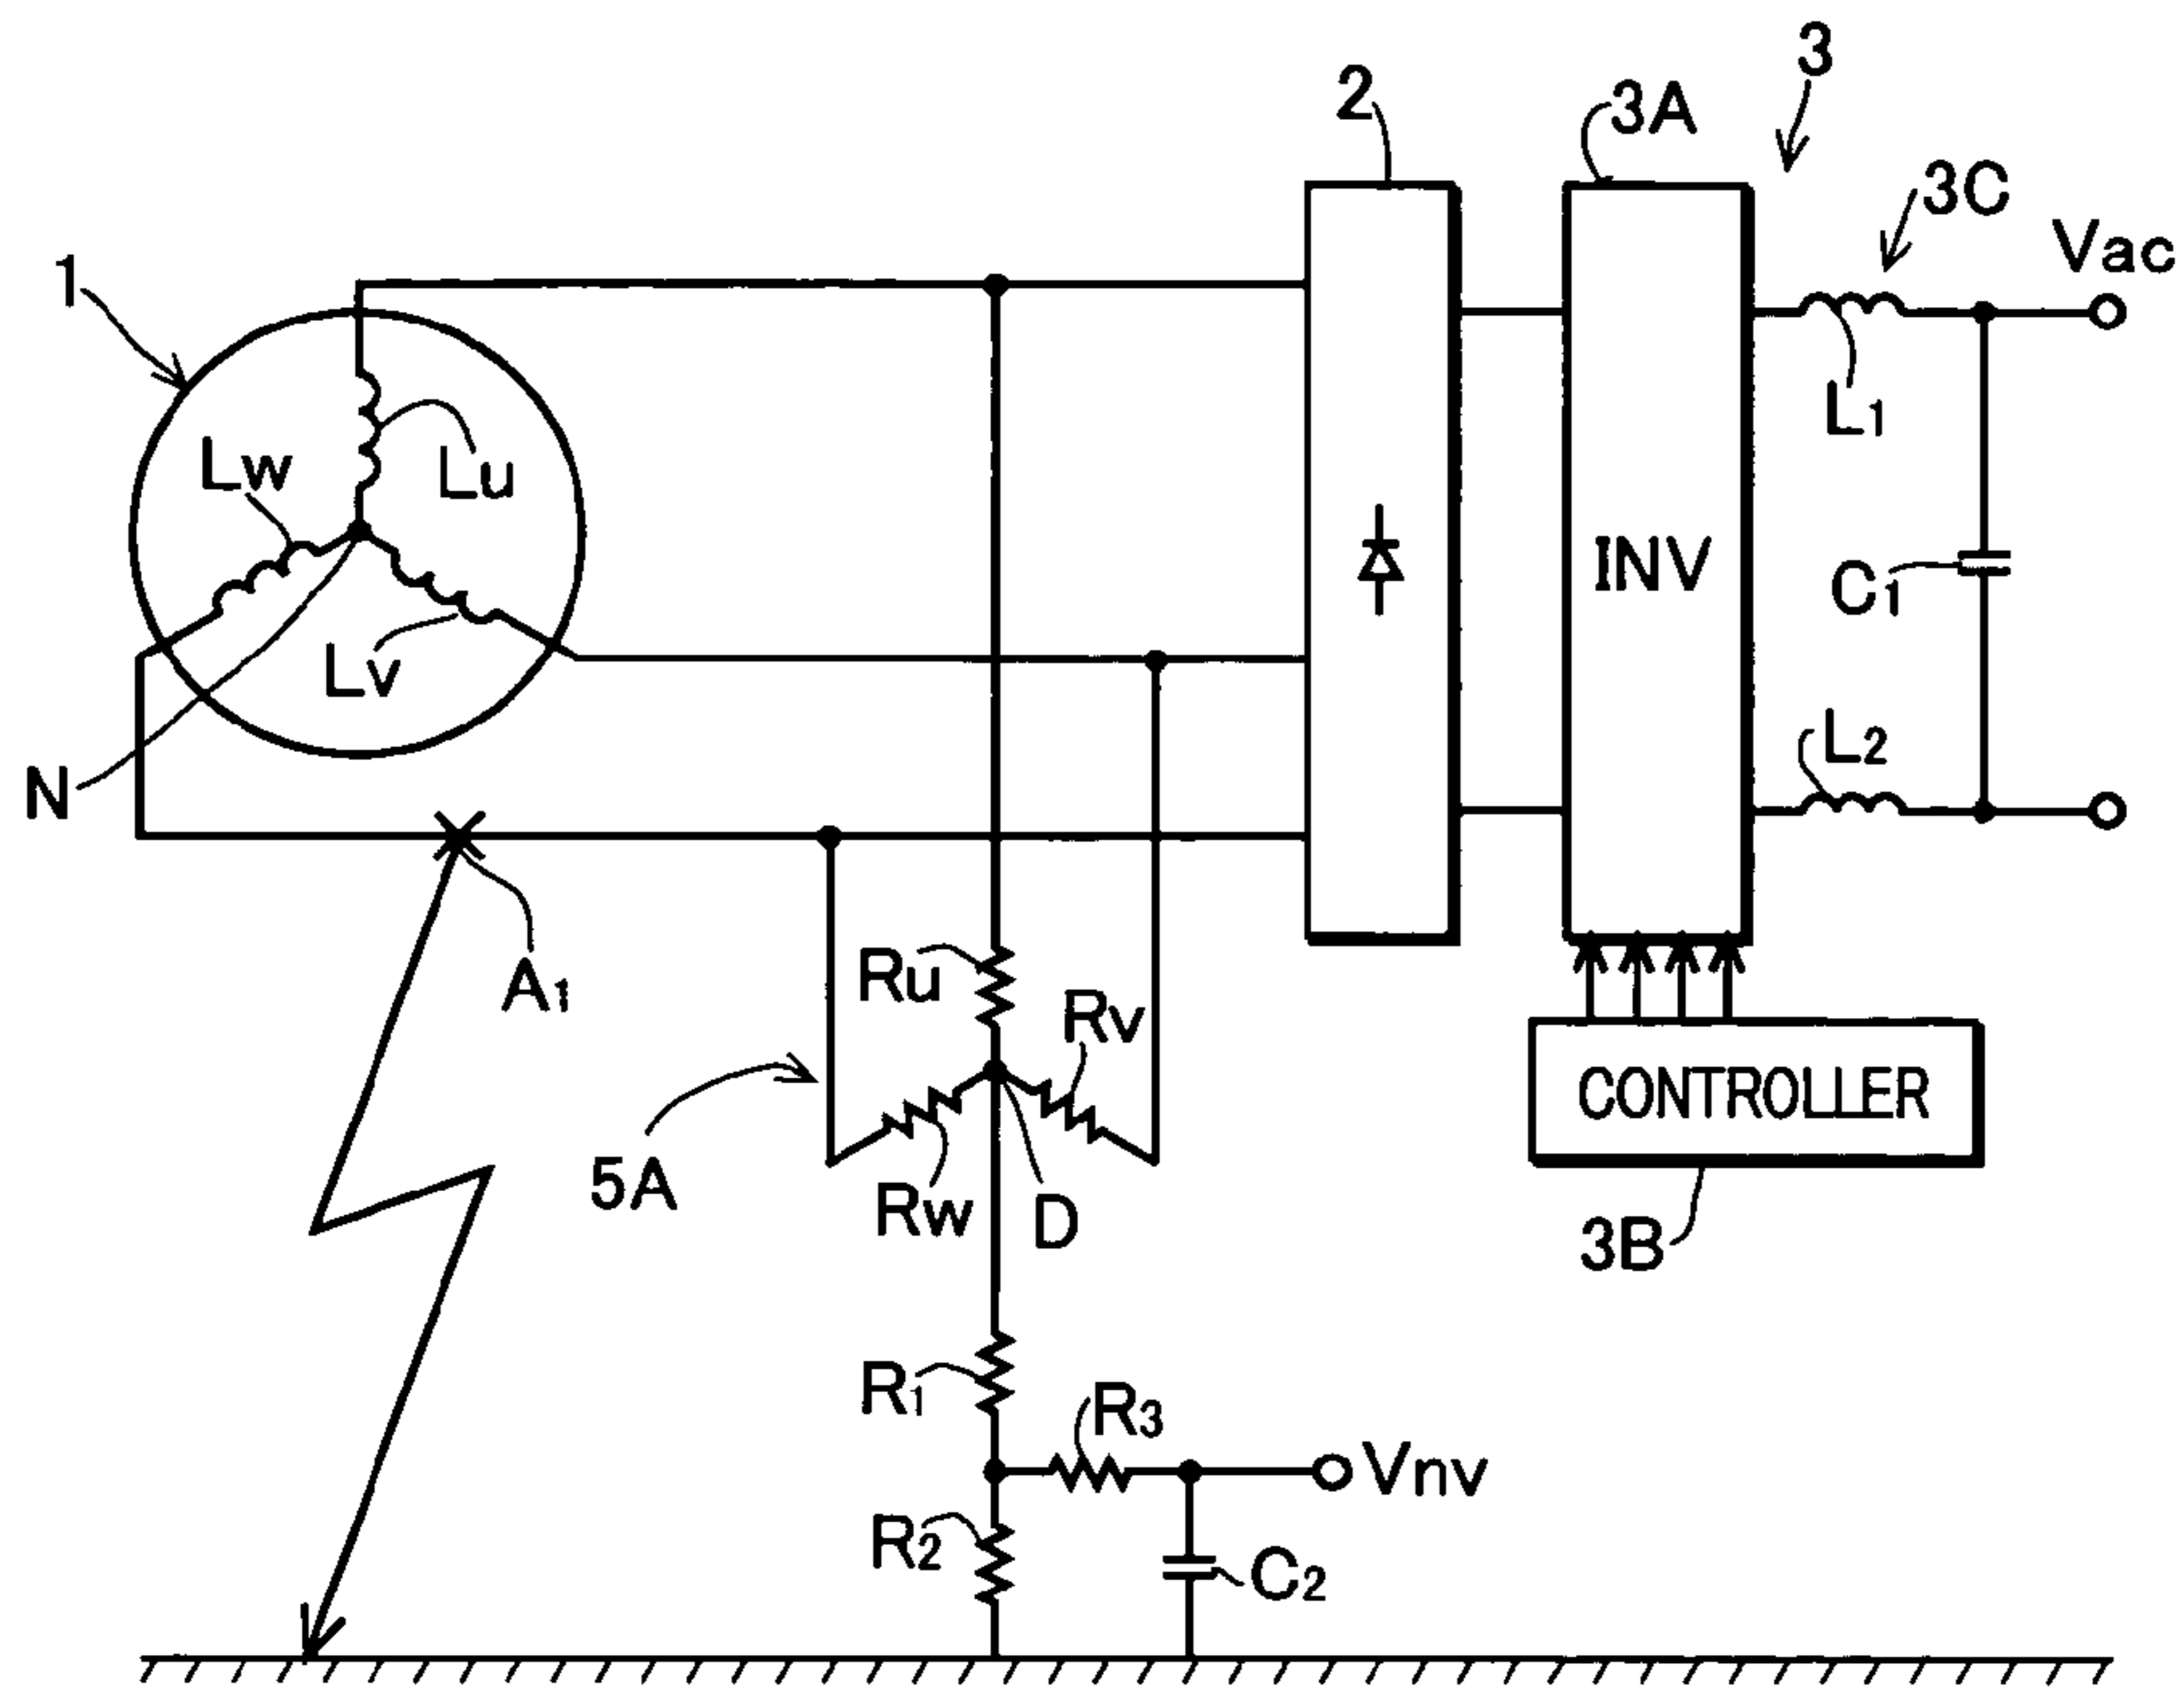 3
2
3A
3C
Vac
1
Lw
Lu
L1
INV
C1
Lv
L2
N
A1
Ru
Rv
CONTROLLER
5A
Rw
D
3B
R1
R3
Vnv
R2
C2